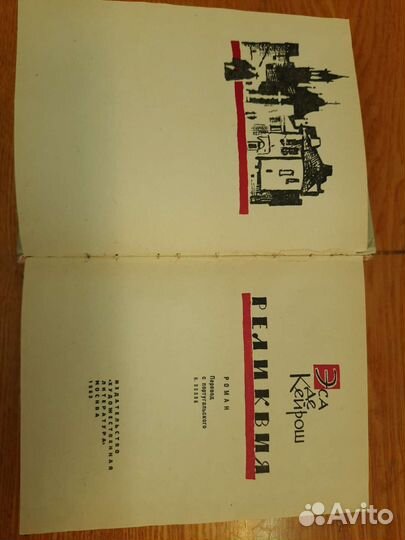 Эса
де
Кейрош
РЕЛИКВИЯ
РОМАН
Перевод
с португальского
ИЗДАТЕЛЬСТВО
«ХУДОЖЕСТВЕННАЯ
ЛИТЕРАТУРА»
МОСКВА
Avito